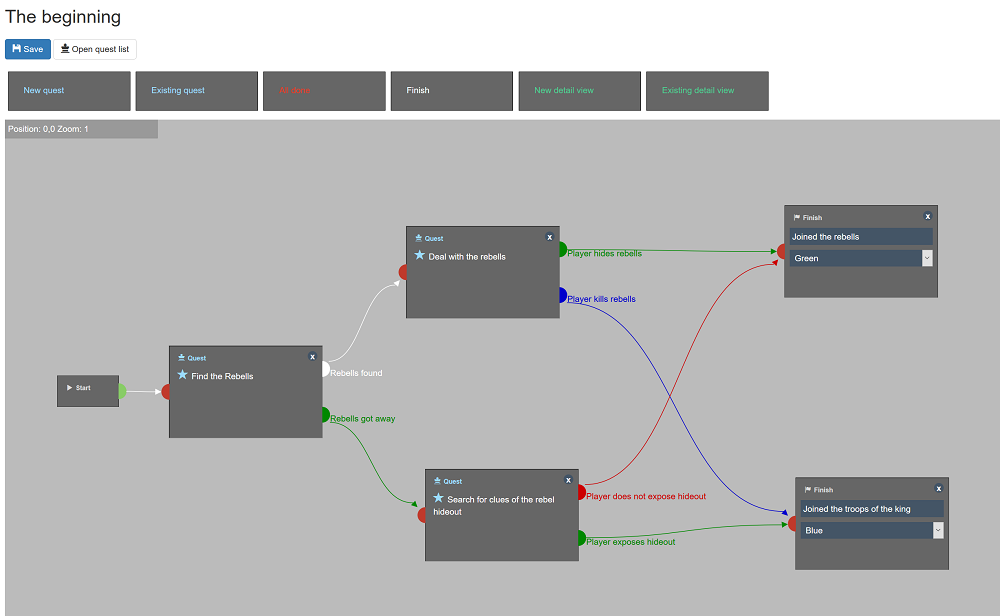 The beginning
Save
Open quest list
New quest
Existing quest
All done
Finish
New detail view
Existing detail view
Position: 0,0 Zoom: 1
Start
Quest
x
Find the Rebells
Rebells found
Rebells got away
Quest
x
Deal with the rebells
Player hides rebells
Player kills rebells
Quest
x
Search for clues of the rebel
hideout
Player does not expose hideout
Player exposes hideout
Finish
x
Joined the rebells
Green
Finish
x
Joined the troops of the king
Blue